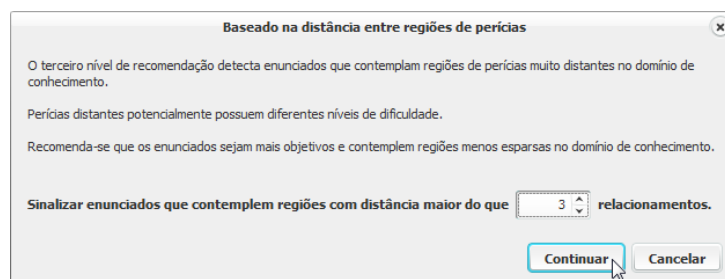 Baseado na distância entre regiões de perícias
O terceiro nível de recomendação detecta enunciados que contemplam regiões de perícias muito distantes no domínio de
conhecimento.
Perícias distantes potencialmente possuem diferentes níveis de dificuldade.
Recomenda-se que os enunciados sejam mais objetivos e contemplem regiões menos esparsas no domínio de conhecimento.
Sinalizar enunciados que contemplem regiões com distância maior do que 3 relacionamentos.
Continuar Cancelar